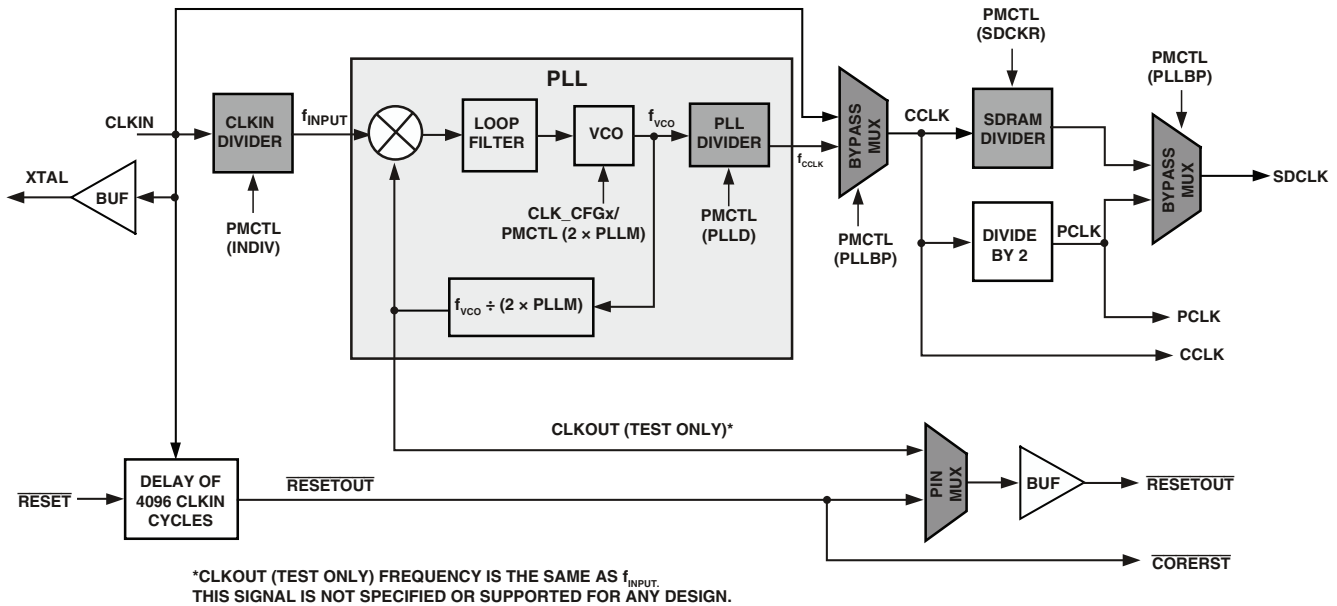 PMCTL
(SDCKR)
PMCTL
(PLLBP)
PLL
CLKIN
CLKIN
DIVIDER
fINPUT
LOOP
FILTER
VCO
fVCO
PLL
DIVIDER
fCCLK
BYPASS
MUX
CCLK
SDRAM
DIVIDER
BYPASS
MUX
SDCLK
XTAL
BUF
PMCTL
(INDIV)
CLK_CFGx/
PMCTL (2 × PLLM)
PMCTL
(PLLD)
PMCTL
(PLLBP)
DIVIDE
BY 2
PCLK
fVCO ÷ (2 × PLLM)
PCLK
CCLK
CLKOUT (TEST ONLY)*
RESET
DELAY OF
4096 CLKIN
CYCLES
RESETOUT
PIN
MUX
BUF
RESETOUT
CORERST
*CLKOUT (TEST ONLY) FREQUENCY IS THE SAME AS fINPUT.
THIS SIGNAL IS NOT SPECIFIED OR SUPPORTED FOR ANY DESIGN.